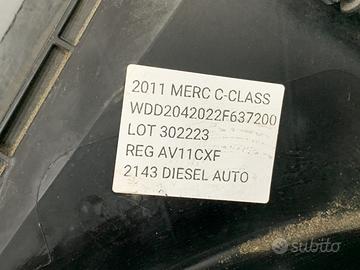 2011 MERC C-CLASS
WDD2042022F637200
LOT 302223
REG AV11CXF
2143 DIESEL AUTO
subito